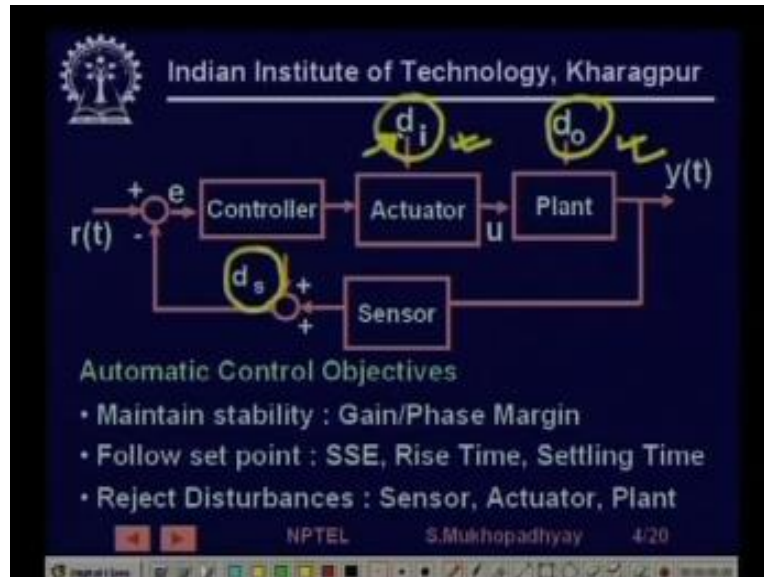 Indian Institute of Technology, Kharagpur
d i
d o
y(t)
+ e
Controller
Actuator
Plant
r(t) -
u
d s
+
+
Sensor
Automatic Control Objectives
• Maintain stability : Gain/Phase Margin
• Follow set point : SSE, Rise Time, Settling Time
• Reject Disturbances : Sensor, Actuator, Plant
NPTEL S.Mukhopadhyay 4/20